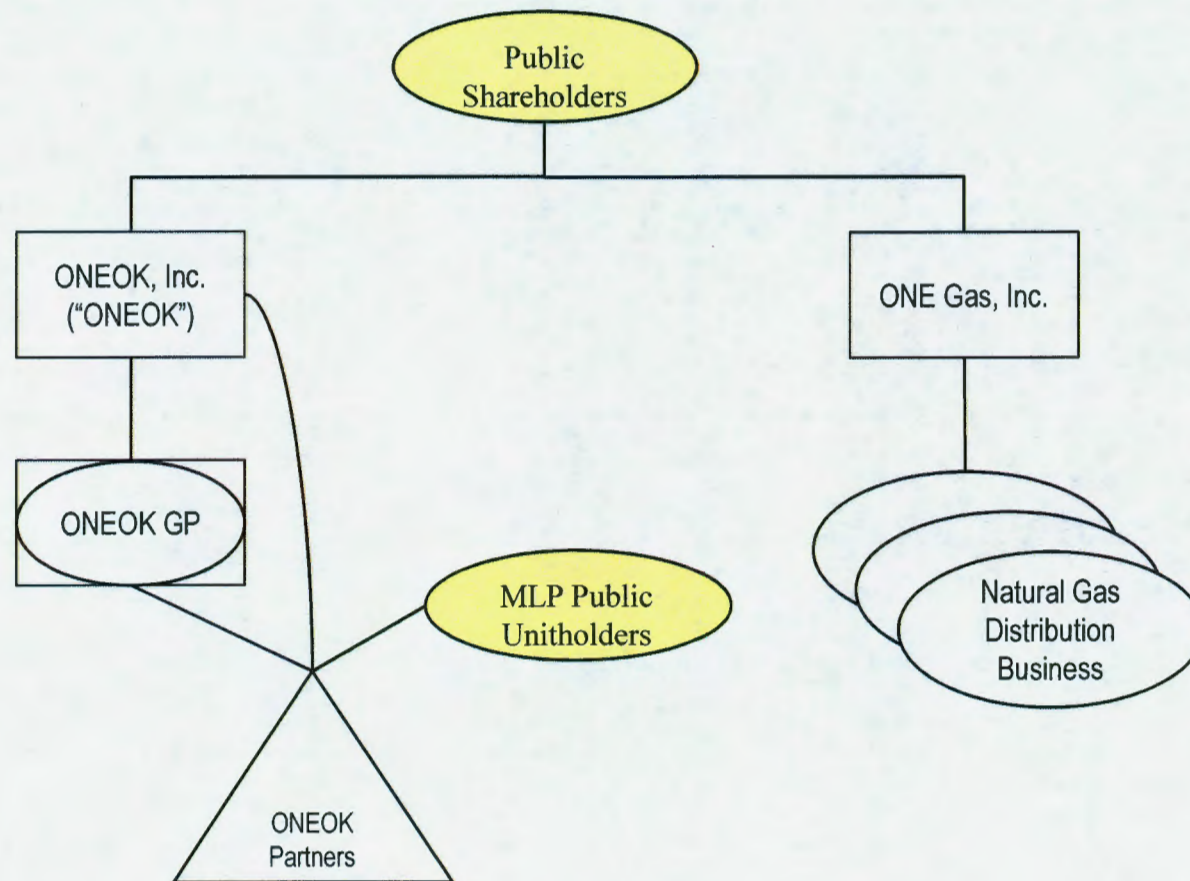 Public
Shareholders
ONEOK, Inc.
("ONEOK")
ONE Gas, Inc.
ONEOK GP
MLP Public
Unitholders
Natural Gas
Distribution
Business
ONEOK
Partners